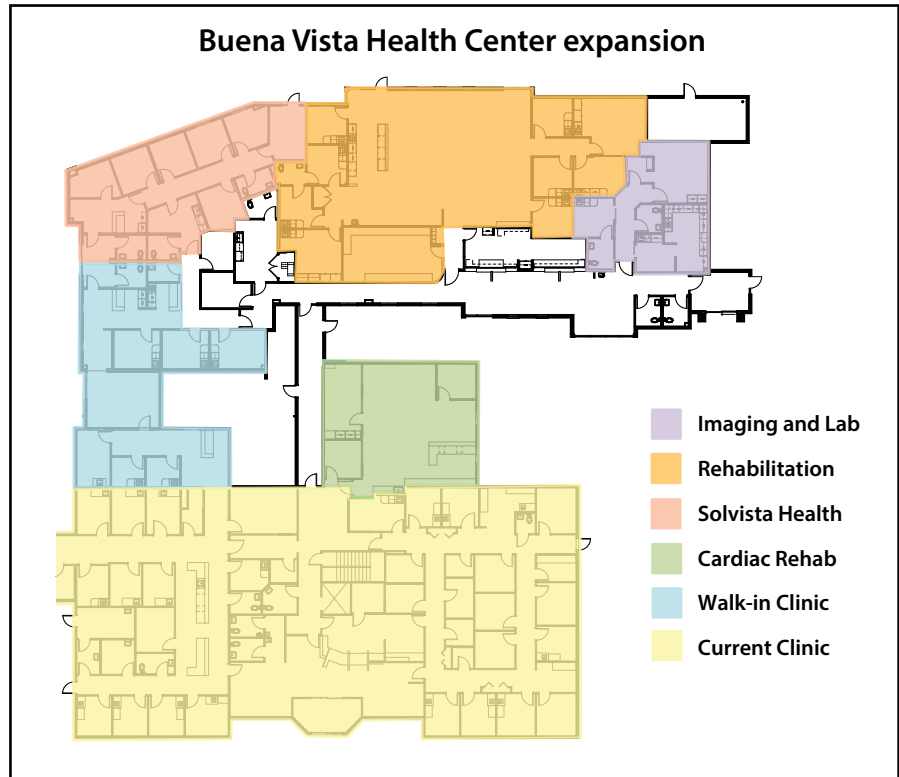 Buena Vista Health Center expansion
Imaging and Lab
Rehabilitation
Solvista Health
Cardiac Rehab
Walk-in Clinic
Current Clinic